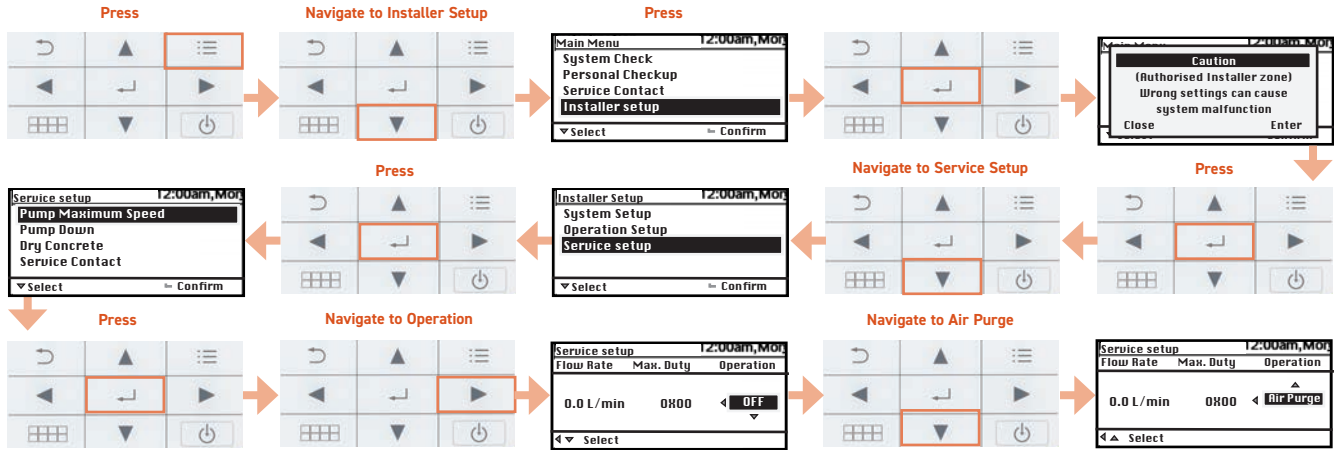 Press
Navigate to Installer Setup
Press
Main Menu 12:00am,Mon
System Check
Personal Checkup
Service Contact
Installer setup
▼Select Confirm
Main Menu 12:00am,Mon
Caution
(Authorised Installer zone)
Wrong settings can cause
system malfunction
Close Enter
Press
Navigate to Service Setup
Press
Service setup 12:00am,Mon
Pump Maximum Speed
Pump Down
Dry Concrete
Service Contact
▼Select Confirm
Installer Setup 12:00am,Mon
System Setup
Operation Setup
Service setup
▼Select Confirm
Press
Navigate to Operation
Navigate to Air Purge
Service setup 12:00am,Mon
Flow Rate Max. Duty Operation
0.0 L/min 0X00 OFF
Select
Service setup 12:00am,Mon
Flow Rate Max. Duty Operation
0.0 L/min 0X00 Air Purge
Select